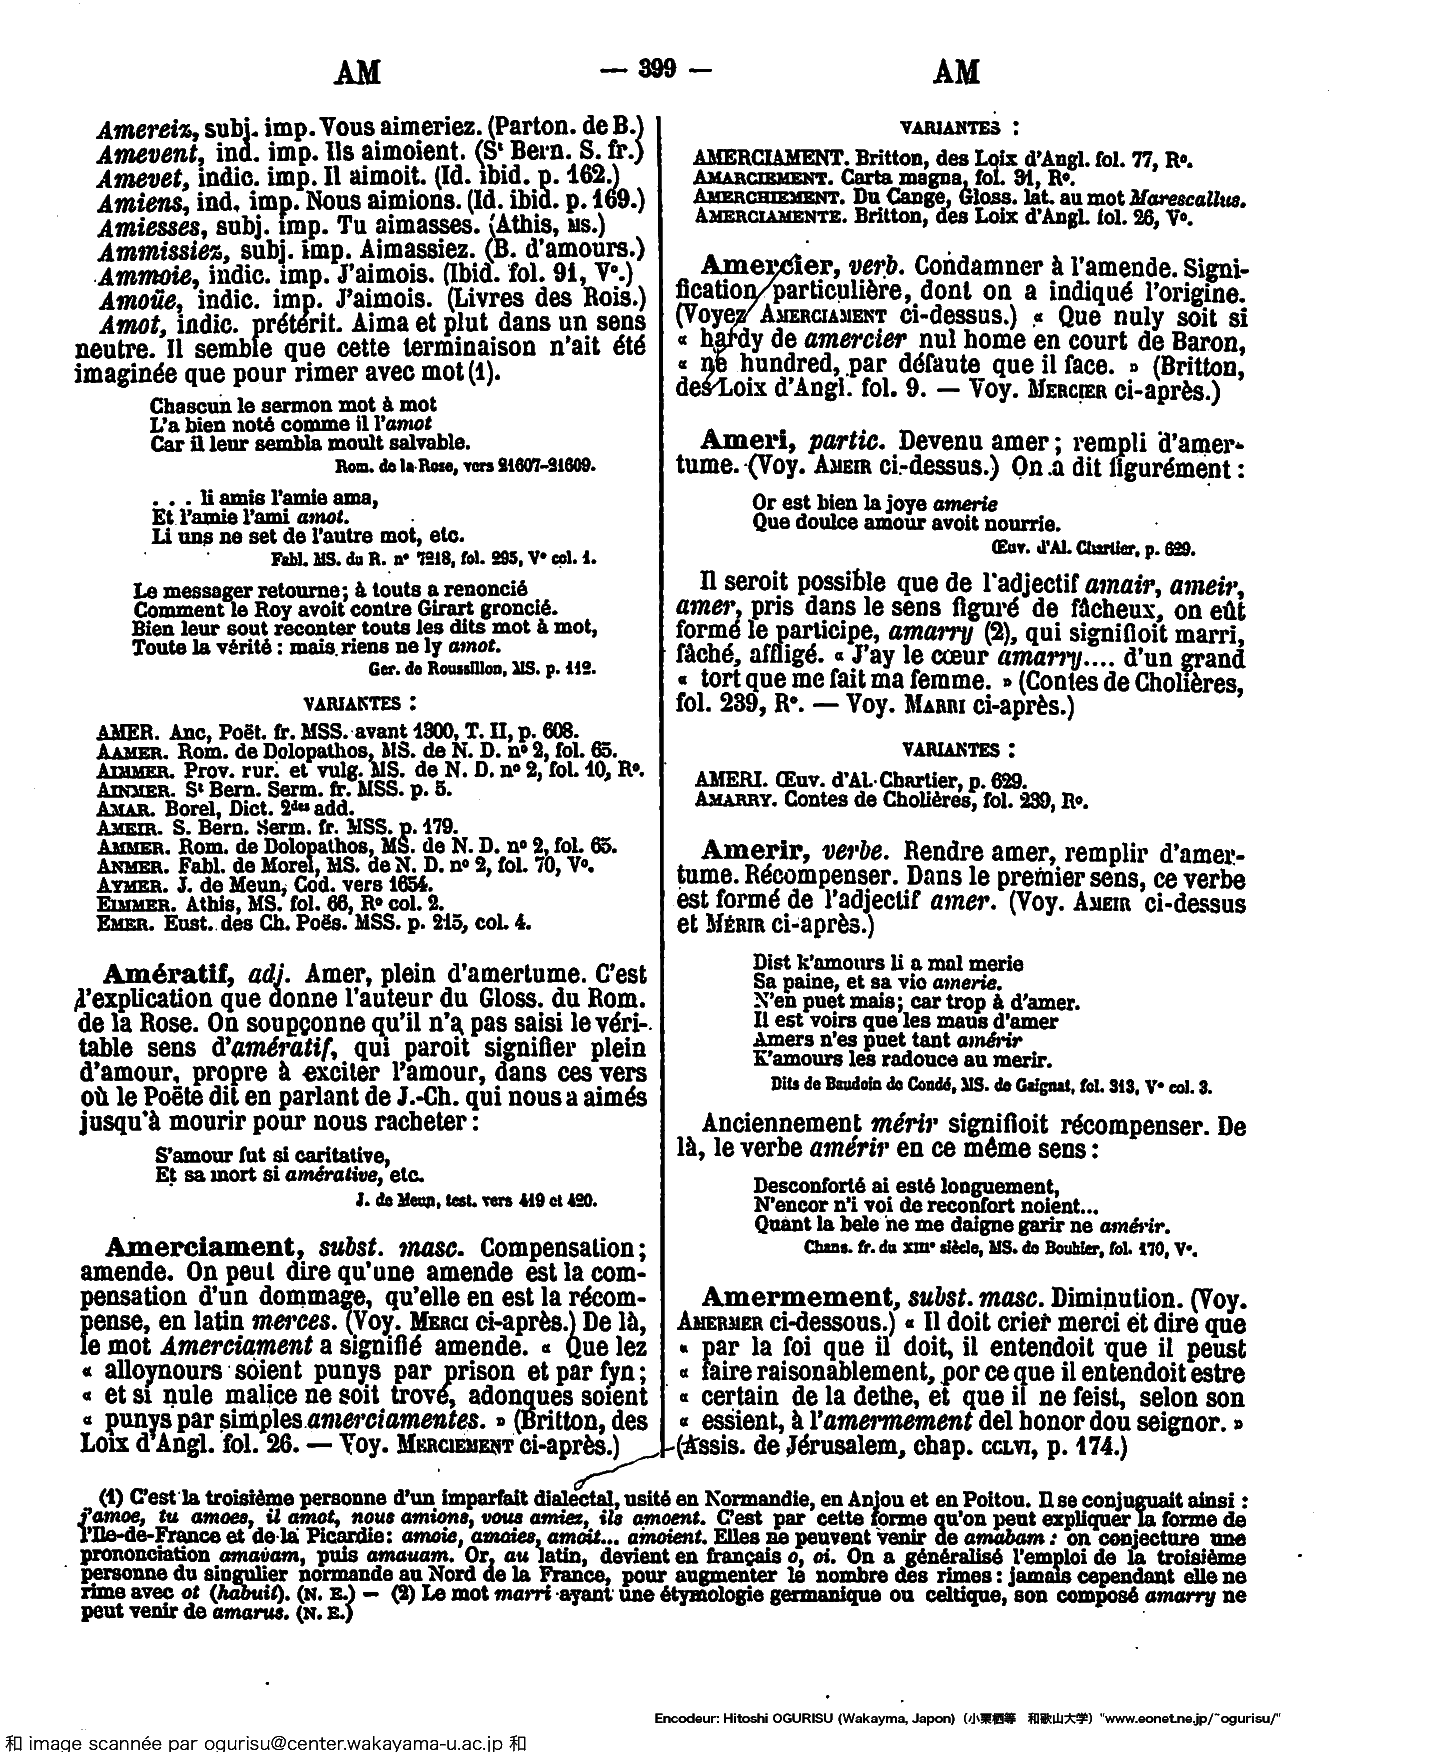 AM — 399 — AM
Amereiz, subj. imp. Vous aimeriez. (Parton. de B.)
Amevent, ind. imp. Ils aimoient. (St Bern. S. fr.)
Amevet, indic. imp. Il aimoit. (Id. ibid. p. 162.)
Amiens, ind. imp. Nous aimions. (Id. ibid. p. 169.)
Amiesses, subj. imp. Tu aimasses. (Athis, MS.)
Ammissiez, subj. imp. Aimassiez. (B. d'amours.)
Ammoie, indic. imp. J'aimois. (Ibid. fol. 91, Vo.)
Amoüe, indic. imp. J'aimois. (Livres des Rois.)
Amot, indic. prétérit. Aima et plut dans un sens
neutre. Il semble que cette terminaison n'ait été
imaginée que pour rimer avec mot (1).
Chascun le sermon mot à mot
L'a bien noté comme il l'amot
Car il leur sembla moult salvable.
Rom. de la Rose, vers 21607-21609.
. . . li amis l'amie ama,
Et l'amie l'ami amot.
Li uns ne set de l'autre mot, etc.
Fabl. MS. du R. no 7218, fol. 295, Vo col. 1.
Le messager retourne; à touts a renoncié
Comment le Roy avoit contre Girart groncié.
Bien leur sout reconter touts les dits mot à mot,
Toute la vérité : mais riens ne ly amot.
Ger. de Roussillon, MS. p. 112.
VARIANTES :
AMER. Anc, Poët. fr. MSS. avant 1300, T. II, p. 608.
AAMER. Rom. de Dolopathos, MS. de N. D. no 2, fol. 65.
AIMMER. Prov. rur. et vulg. MS. de N. D. no 2, fol. 10, Ro.
AINMER. St Bern. Serm. fr. MSS. p. 5.
AMAR. Borel, Dict. 2des add.
AMEIR. S. Bern. Serm. fr. MSS. p. 179.
AMMER. Rom. de Dolopathos, MS. de N. D. no 2, fol. 65.
ANMER. Fabl. de Morel, MS. de N. D. no 2, fol. 70, Vo.
AYMER. J. de Meun, Cod. vers 1654.
EIMMER. Athis, MS. fol. 66, Ro col. 2.
EMER. Eust. des Ch. Poës. MSS. p. 215, col. 4.
Amératif, adj. Amer, plein d'amertume. C'est
l'explication que donne l'auteur du Gloss. du Rom.
de la Rose. On soupçonne qu'il n'a pas saisi le véri-
table sens d'amératif, qui paroit signifier plein
d'amour, propre à exciter l'amour, dans ces vers
où le Poëte dit en parlant de J.-Ch. qui nous a aimés
jusqu'à mourir pour nous racheter :
S'amour fut si caritative,
Et sa mort si amérative, etc.
J. de Meun, test. vers 419 et 420.
Amerciament, subst. masc. Compensation;
amende. On peut dire qu'une amende est la com-
pensation d'un dommage, qu'elle en est la récom-
pense, en latin merces. (Voy. MERCI ci-après.) De là,
le mot Amerciament a signifié amende. « Que lez
« alloynours soient punys par prison et par fyn;
« et si nule malice ne soit trové, adonques soient
« punys par simples amerciamentes. » (Britton, des
Loix d'Angl. fol. 26. — Voy. MERCIEMENT ci-après.)
VARIANTES :
AMERCIAMENT. Britton, des Loix d'Angl. fol. 77, Ro.
AMARCIEMENT. Carta magna, fol. 31, Ro.
AMERCHIEMENT. Du Cange, Gloss. lat. au mot Marescallus.
AMERCIAMENTE. Britton, des Loix d'Angl. fol. 26, Vo.
Amercier, verb. Condamner à l'amende. Signi-
fication particulière, dont on a indiqué l'origine.
(Voyez AMERCIAMENT ci-dessus.) « Que nuly soit si
« hardy de amercier nul home en court de Baron,
« ne hundred, par défaute que il face. » (Britton,
des Loix d'Angl. fol. 9. — Voy. MERCIER ci-après.)
Ameri, partic. Devenu amer; rempli d'amer-
tume. (Voy. AMEIR ci-dessus.) On a dit figurément :
Or est bien la joye amerie
Que doulce amour avoit nourrie.
Œuv. d'Al. Chartier, p. 629.
Il seroit possible que de l'adjectif amair, ameir,
amer, pris dans le sens figuré de fâcheux, on eût
formé le participe, amarry (2), qui signifioit marri,
fâché, affligé. « J'ay le cœur amarry.... d'un grand
« tort que me fait ma femme. » (Contes de Cholières,
fol. 239, Ro. — Voy. MARRI ci-après.)
VARIANTES :
AMERI. Œuv. d'Al. Chartier, p. 629.
AMARRY. Contes de Cholières, fol. 239, Ro.
Amerir, verbe. Rendre amer, remplir d'amer-
tume. Récompenser. Dans le premier sens, ce verbe
est formé de l'adjectif amer. (Voy. AMEIR ci-dessus
et MÉRIR ci-après.)
Dist k'amours li a mal merie
Sa paine, et sa vie amerie.
N'en puet mais; car trop à d'amer.
Il est voirs que les maus d'amer
Amers n'es puet tant amérir
K'amours les radouce au merir.
Dits de Baudoin de Condé, MS. de Gaignat, fol. 313, Vo col. 3.
Anciennement mérir signifioit récompenser. De
là, le verbe amérir en ce même sens :
Desconforté ai esté longuement,
N'encor n'i voi de reconfort noient...
Quant la bele ne me daigne garir ne amérir.
Chans. fr. du XIIIe siècle, MS. de Bouhier, fol. 170, Vo.
Amermement, subst. masc. Diminution. (Voy.
AMERMER ci-dessous.) « Il doit crier merci et dire que
« par la foi que il doit, il entendoit que il peust
« faire raisonablement, por ce que il entendoit estre
« certain de la dethe, et que il ne feist, selon son
« essient, à l'amermement del honor dou seignor. »
(Assis. de Jérusalem, chap. CCLVI, p. 174.)
(1) C'est la troisième personne d'un imparfait dialectal, usité en Normandie, en Anjou et en Poitou. Il se conjuguait ainsi :
j'amoe, tu amoes, il amot, nous amions, vous amiez, ils amoent. C'est par cette forme qu'on peut expliquer la forme de
l'Ile-de-France et de la Picardie : amoie, amoies, amoit... amoient. Elles ne peuvent venir de amabam : on conjecture une
prononciation amavam, puis amauam. Or, au latin, devient en français o, oi. On a généralisé l'emploi de la troisième
personne du singulier normande au Nord de la France, pour augmenter le nombre des rimes : jamais cependant elle ne
rime avec ot (habuit). (N. E.) — (2) Le mot marri ayant une étymologie germanique ou celtique, son composé amarry ne
peut venir de amarus. (N. E.)
Encodeur: Hitoshi OGURISU (Wakayma, Japon) (小栗栖等 和歌山大学) "www.eonet.ne.jp/~ogurisu/"
和 image scannée par ogurisu@center.wakayama-u.ac.jp 和